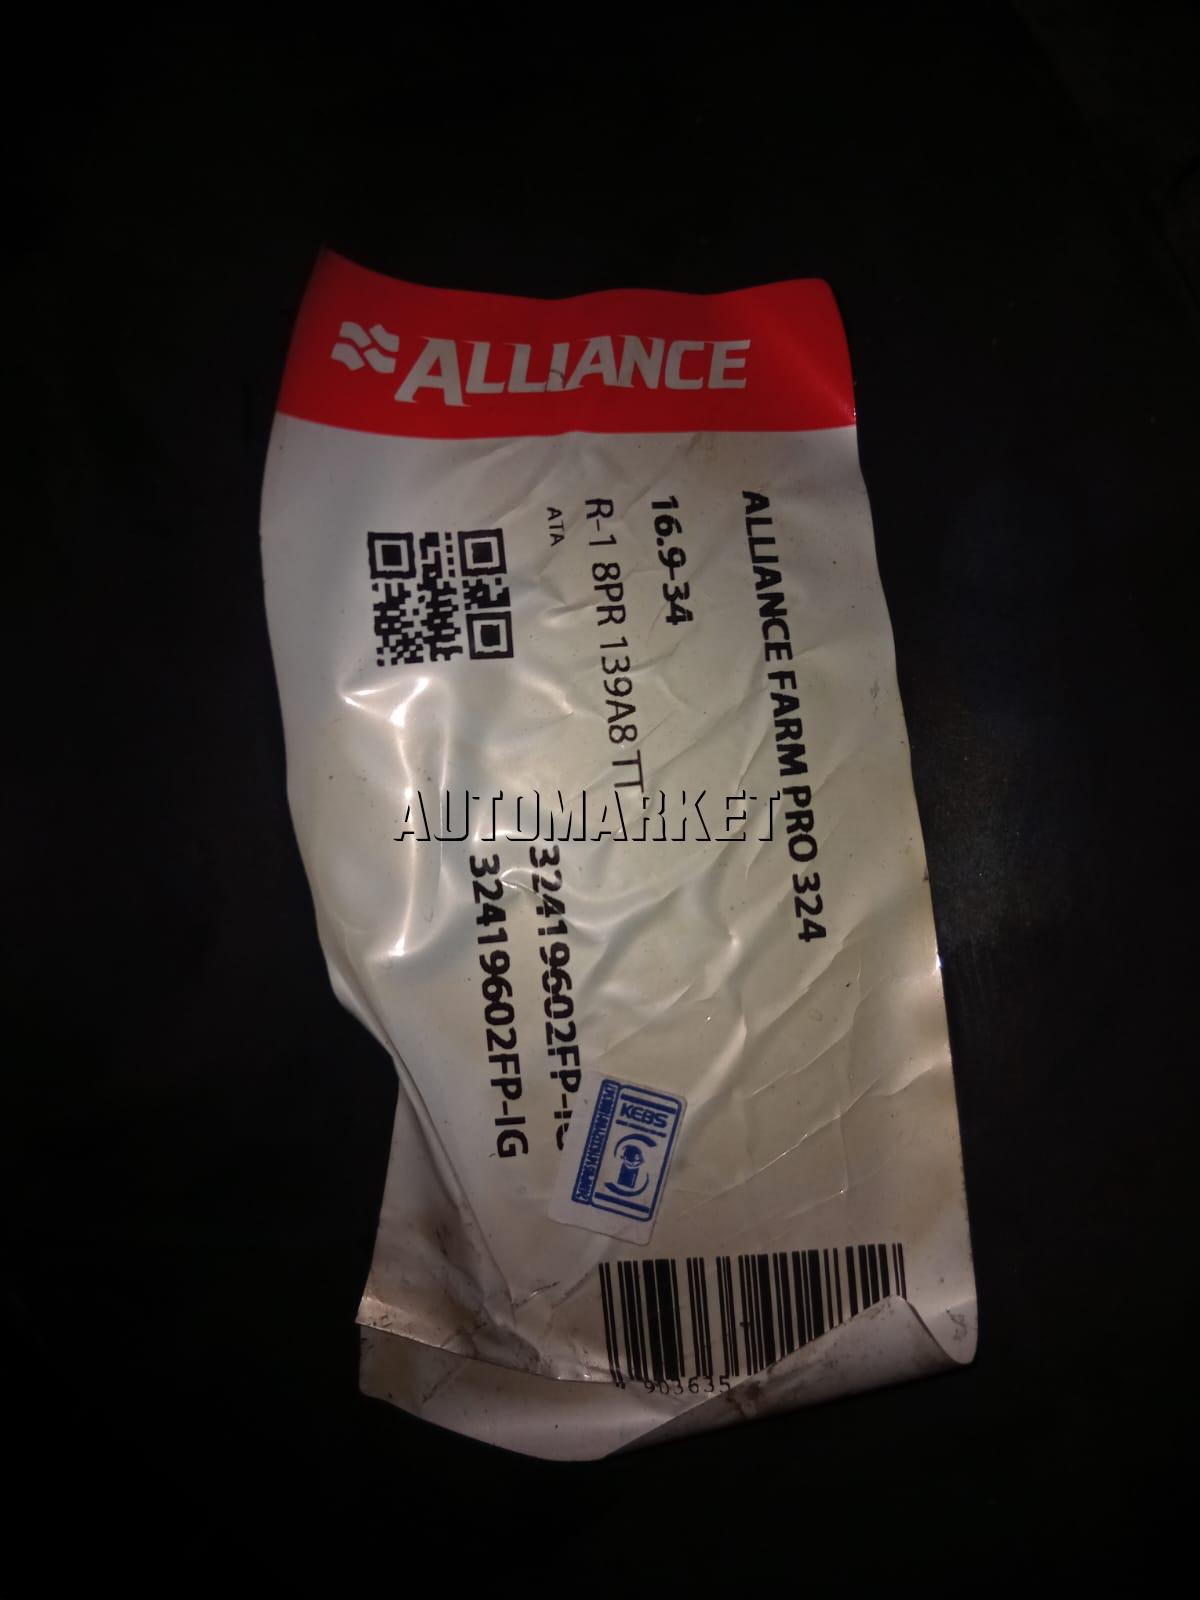 ALLIANCE
ALLIANCE FARM PRO 324
16.9-34
R-1 8PR 139A8 TT
ATA
32419602FP-IG
32419602FP-IG
KEBS
903635
AUTOMARKET